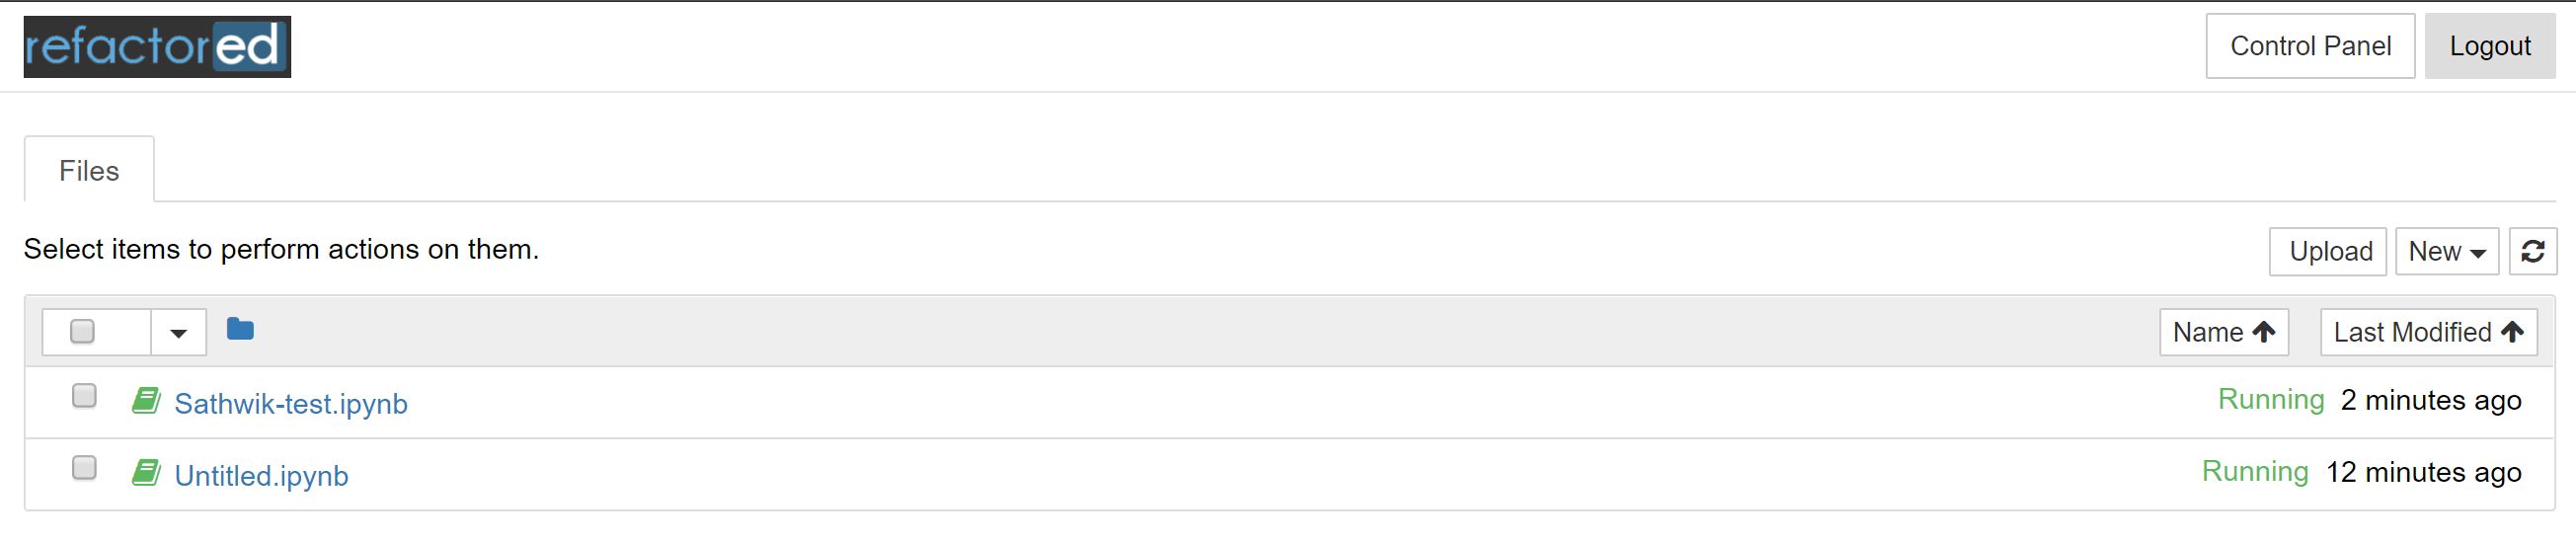 refactored
Control Panel Logout
Files
Select items to perform actions on them.
Upload New
Name Last Modified
Sathwik-test.ipynb Running 2 minutes ago
Untitled.ipynb Running 12 minutes ago